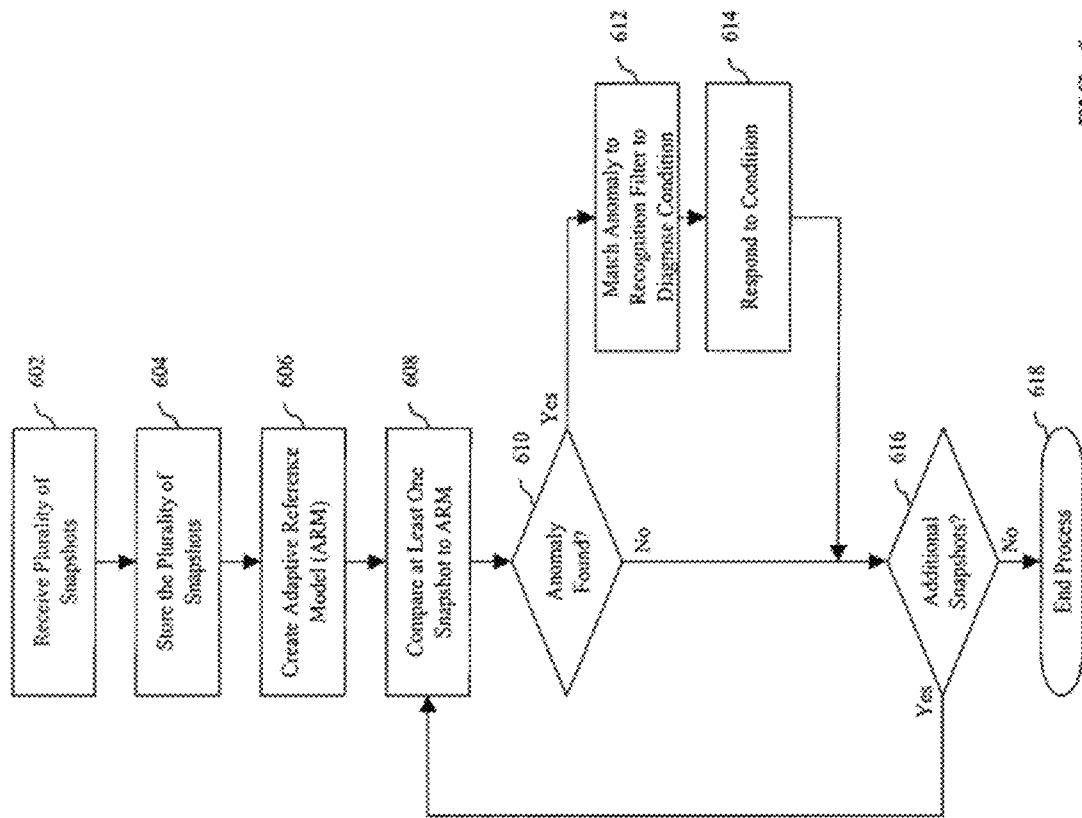 602
Receive Plurality of
Snapshots
604
Store the Plurality of
Snapshots
606
Create Adaptive Reference
Model (ARM)
608
Compare at Least One
Snapshot to ARM
610
Anomaly
Found?
Yes
No
612
Match Anomaly to
Recognition Filter to
Diagnose Condition
614
Respond to Condition
616
Additional
Snapshots?
Yes
No
618
End Process